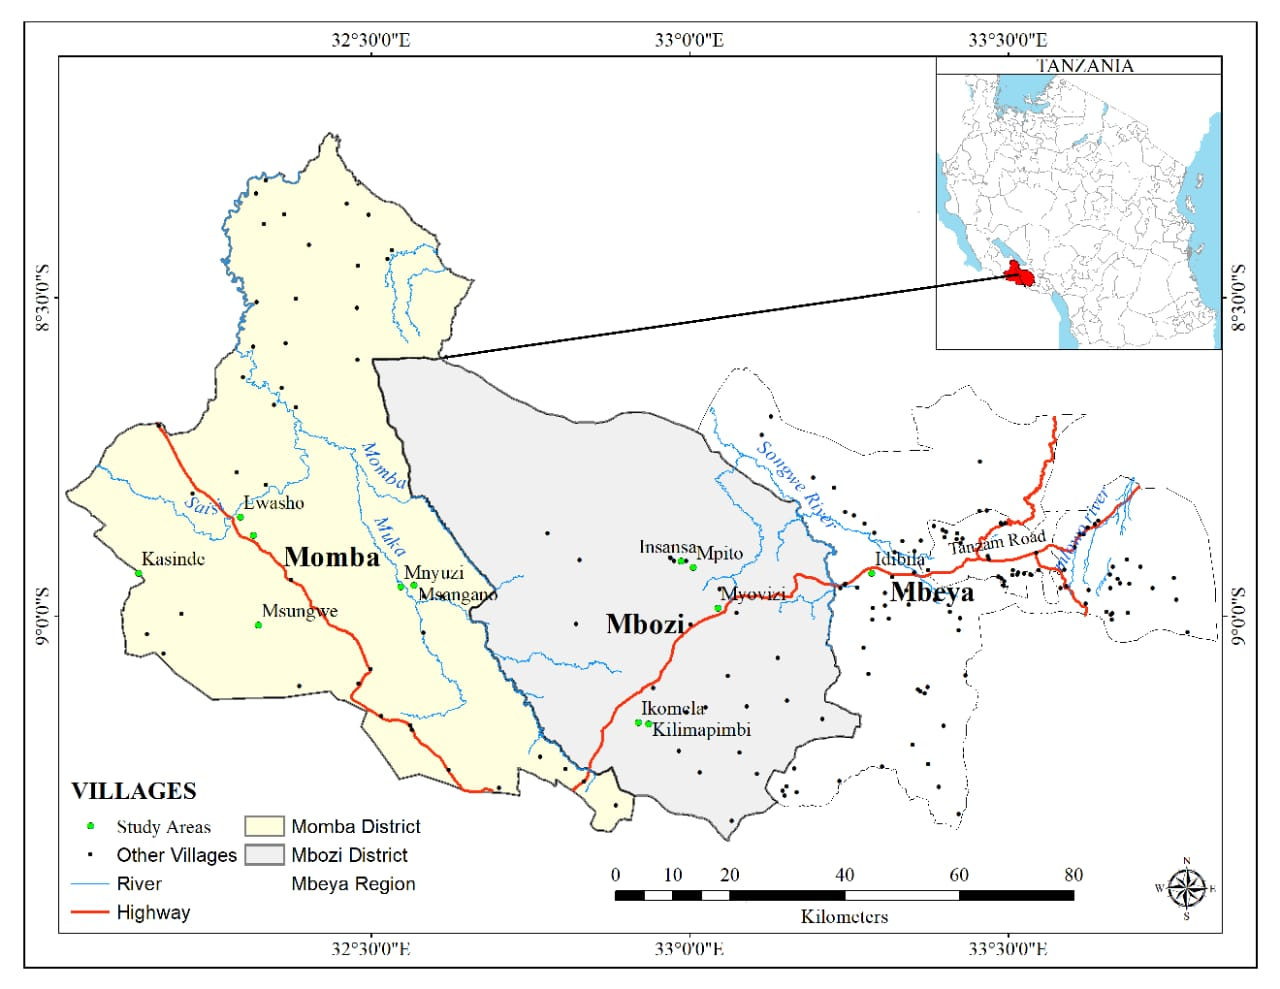 32°30'0"E
33°0'0"E
33°30'0"E
TANZANIA
8°30'0"S
8°30'0"S
Momba
Songwe River
Saisi
Lwasho
Muka
Tanzam Road
Insansa
Mpito
Idibila
Kasinde
Momba
Mnyuzi
Msangano
Myovizi
Mbeya
Msungwe
Mbozi
9°0'0"S
9°0'0"S
Ikomela
Kilimapimbi
VILLAGES
Study Areas
Other Villages
River
Highway
Momba District
Mbozi District
Mbeya Region
0 10 20 40 60 80
Kilometers
N
W
E
S
32°30'0"E
33°0'0"E
33°30'0"E